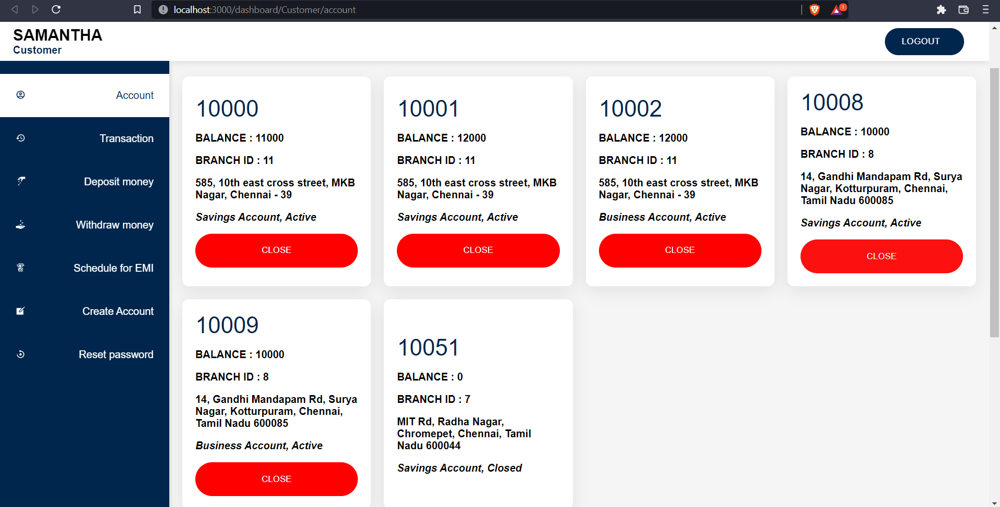 localhost:3000/dashboard/Customer/account
1
SAMANTHA
Customer
LOGOUT
Account
Transaction
Deposit money
Withdraw money
Schedule for EMI
Create Account
Reset password
10000
BALANCE : 11000
BRANCH ID : 11
585, 10th east cross street, MKB
Nagar, Chennai - 39
Savings Account, Active
CLOSE
10001
BALANCE : 12000
BRANCH ID : 11
585, 10th east cross street, MKB
Nagar, Chennai - 39
Savings Account, Active
CLOSE
10002
BALANCE : 12000
BRANCH ID : 11
585, 10th east cross street, MKB
Nagar, Chennai - 39
Business Account, Active
CLOSE
10008
BALANCE : 10000
BRANCH ID : 8
14, Gandhi Mandapam Rd, Surya
Nagar, Kotturpuram, Chennai,
Tamil Nadu 600085
Savings Account, Active
CLOSE
10009
BALANCE : 10000
BRANCH ID : 8
14, Gandhi Mandapam Rd, Surya
Nagar, Kotturpuram, Chennai,
Tamil Nadu 600085
Business Account, Active
CLOSE
10051
BALANCE : 0
BRANCH ID : 7
MIT Rd, Radha Nagar,
Chromepet, Chennai, Tamil
Nadu 600044
Savings Account, Closed